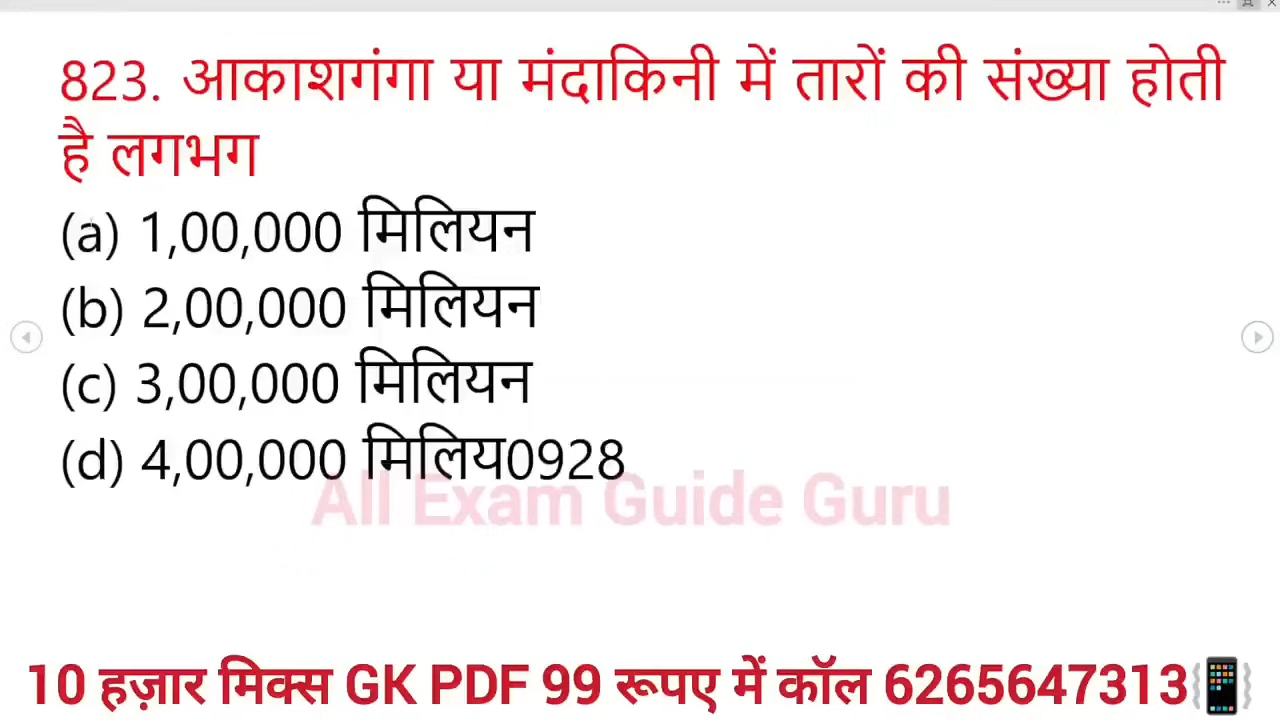 823. आकाशगंगा या मंदाकिनी में तारों की संख्या होती
है लगभग
(a) 1,00,000 मिलियन
(b) 2,00,000 मिलियन
(c) 3,00,000 मिलियन
(d) 4,00,000 मिलिय0928
All Exam Guide Guru
10 हज़ार मिक्स GK PDF 99 रूपए में कॉल 6265647313